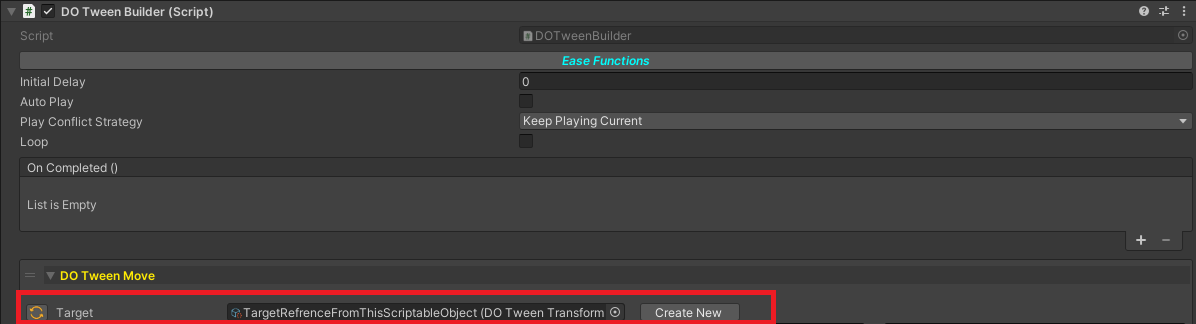 DO Tween Builder (Script)
Script DOTweenBuilder
Ease Functions
Initial Delay 0
Auto Play
Play Conflict Strategy Keep Playing Current
Loop
On Completed ()
List is Empty
+ −
DO Tween Move
Target TargetRefrenceFromThisScriptableObject (DO Tween Transform Create New